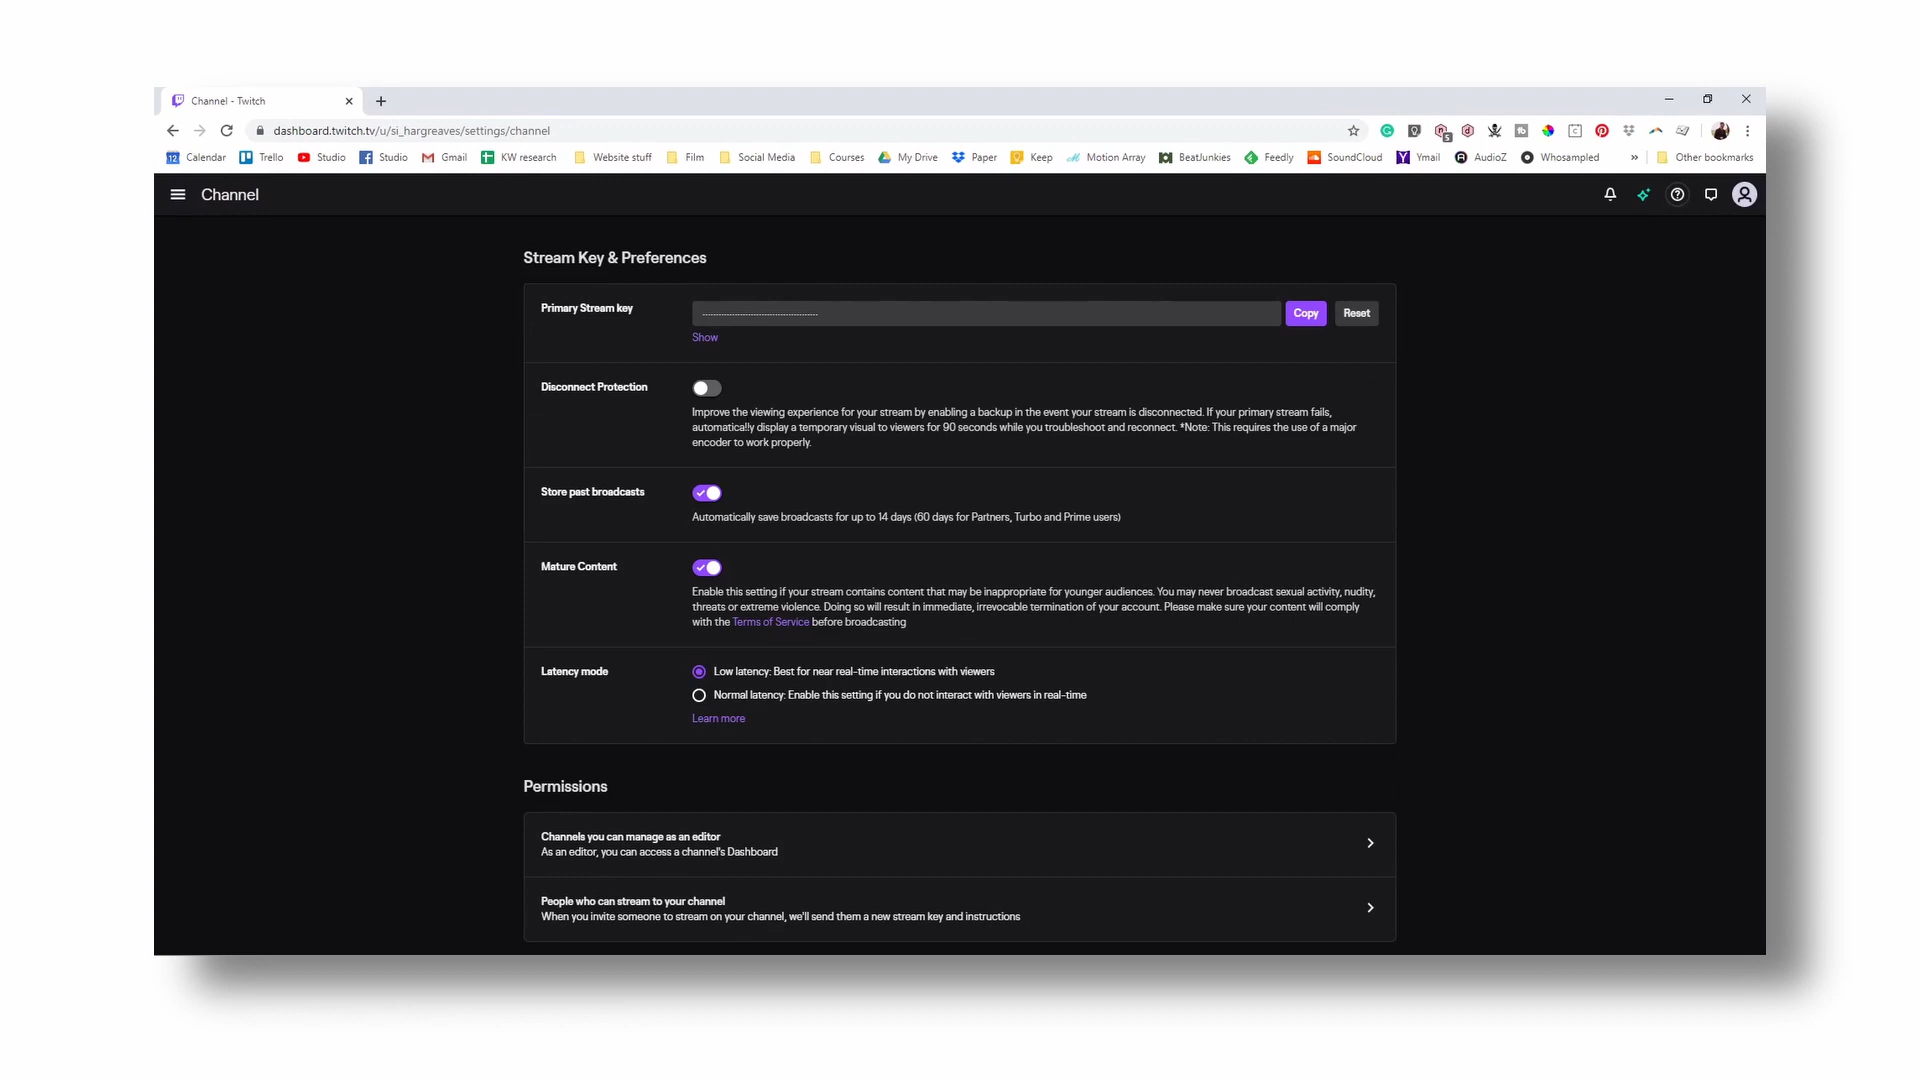 Channel - Twitch
dashboard.twitch.tv/u/si_hargreaves/settings/channel
Calendar Trello Studio Studio Gmail KW research Website stuff Film Social Media Courses My Drive Paper Keep Motion Array BeatJunkies Feedly SoundCloud Ymail AudioZ Whosampled » Other bookmarks
Channel
Stream Key & Preferences
Primary Stream key
Copy
Reset
Show
Disconnect Protection
Improve the viewing experience for your stream by enabling a backup in the event your stream is disconnected. If your primary stream fails,
automatically display a temporary visual to viewers for 90 seconds while you troubleshoot and reconnect. *Note: This requires the use of a major
encoder to work properly.
Store past broadcasts
Automatically save broadcasts for up to 14 days (60 days for Partners, Turbo and Prime users)
Mature Content
Enable this setting if your stream contains content that may be inappropriate for younger audiences. You may never broadcast sexual activity, nudity,
threats or extreme violence. Doing so will result in immediate, irrevocable termination of your account. Please make sure your content will comply
with the Terms of Service before broadcasting
Latency mode
Low latency: Best for near real-time interactions with viewers
Normal latency: Enable this setting if you do not interact with viewers in real-time
Learn more
Permissions
Channels you can manage as an editor
As an editor, you can access a channel's Dashboard
People who can stream to your channel
When you invite someone to stream on your channel, we'll send them a new stream key and instructions